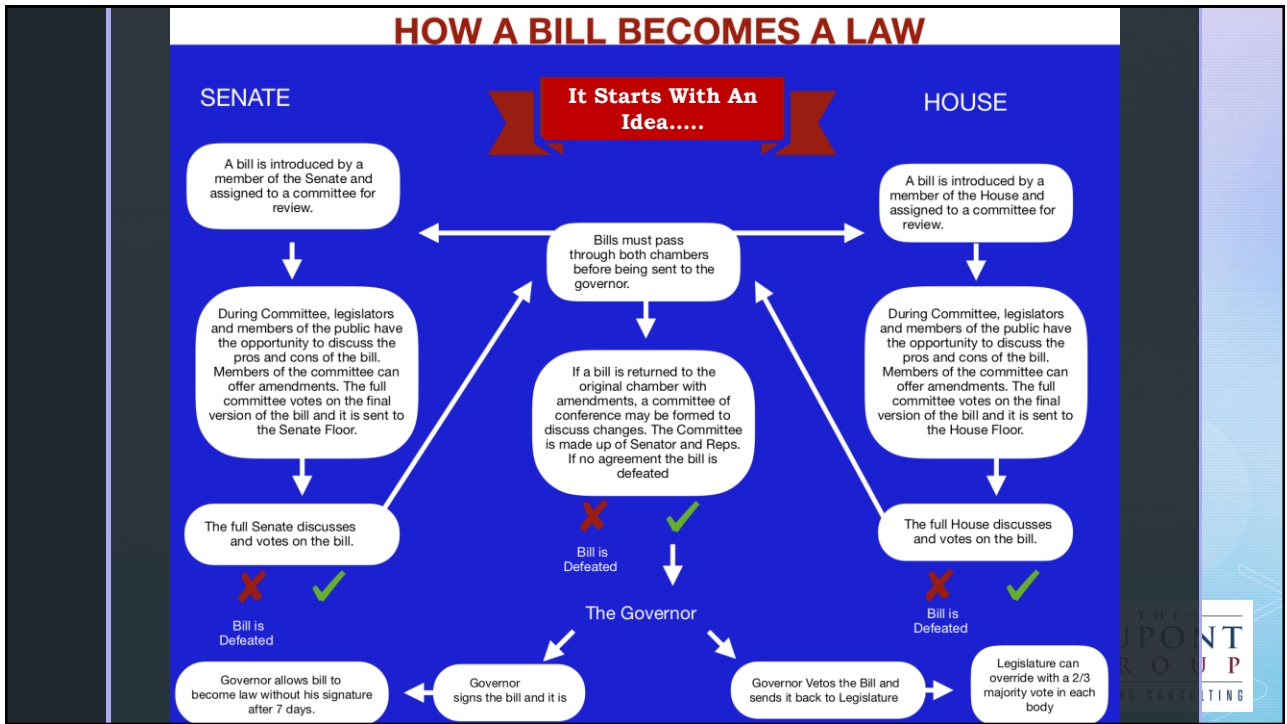 HOW A BILL BECOMES A LAW
SENATE
It Starts With An
Idea.....
HOUSE
A bill is introduced by a
member of the Senate and
assigned to a committee for
review.
A bill is introduced by a
member of the House and
assigned to a committee for
review.
Bills must pass
through both chambers
before being sent to the
governor.
During Committee, legislators
and members of the public have
the opportunity to discuss the
pros and cons of the bill.
Members of the committee can
offer amendments. The full
committee votes on the final
version of the bill and it is sent to
the Senate Floor.
If a bill is returned to the
original chamber with
amendments, a committee of
conference may be formed to
discuss changes. The Committee
is made up of Senator and Reps.
If no agreement the bill is
defeated
During Committee, legislators
and members of the public have
the opportunity to discuss the
pros and cons of the bill.
Members of the committee can
offer amendments. The full
committee votes on the final
version of the bill and it is sent to
the House Floor.
The full Senate discusses
and votes on the bill.
The full House discusses
and votes on the bill.
Bill is
Defeated
Bill is
Defeated
Bill is
Defeated
The Governor
Governor allows bill to
become law without his signature
after 7 days.
Governor
signs the bill and it is
Governor Vetos the Bill and
sends it back to Legislature
Legislature can
override with a 2/3
majority vote in each
body
THE
UPONT
ROUP
CONSULTING